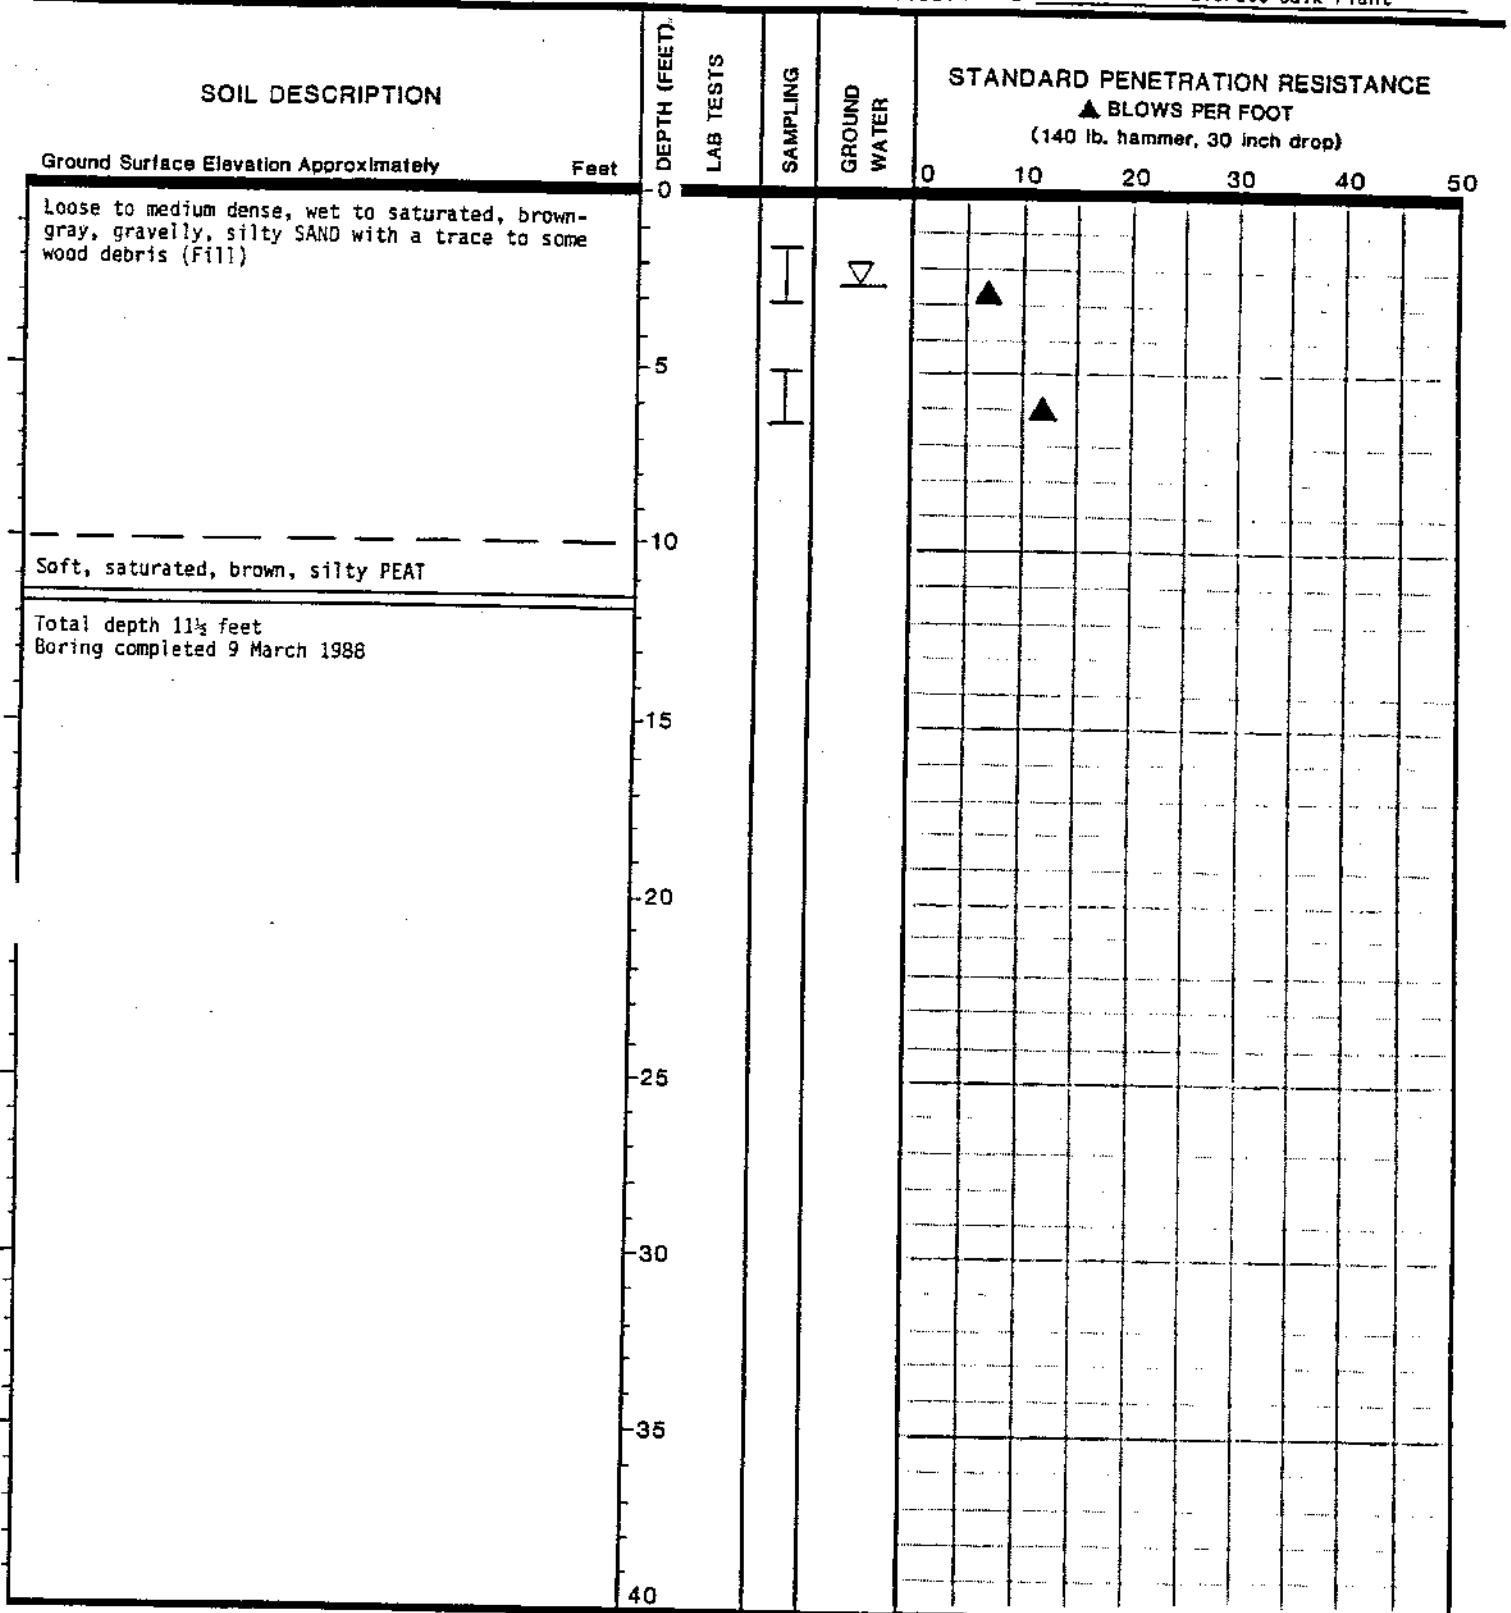 Plant
SOIL DESCRIPTION
Ground Surface Elevation Approximately Feet
DEPTH (FEET)
LAB TESTS
SAMPLING
GROUND
WATER
STANDARD PENETRATION RESISTANCE
▲ BLOWS PER FOOT
(140 lb. hammer, 30 inch drop)
0 10 20 30 40 50
0
Loose to medium dense, wet to saturated, brown-
gray, gravelly, silty SAND with a trace to some
wood debris (Fill)
5
10
Soft, saturated, brown, silty PEAT
Total depth 11½ feet
Boring completed 9 March 1988
15
20
25
30
35
40